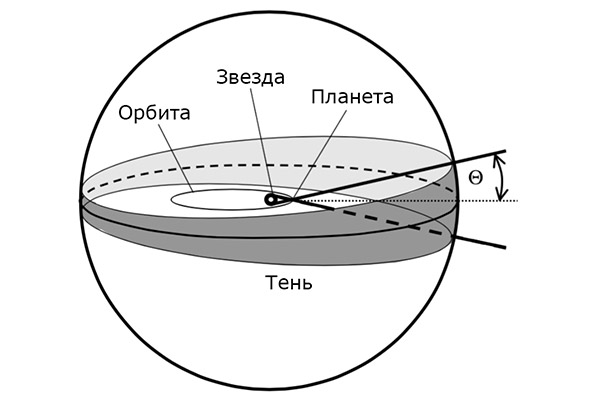 Звезда
Планета
Орбита
Θ
Тень